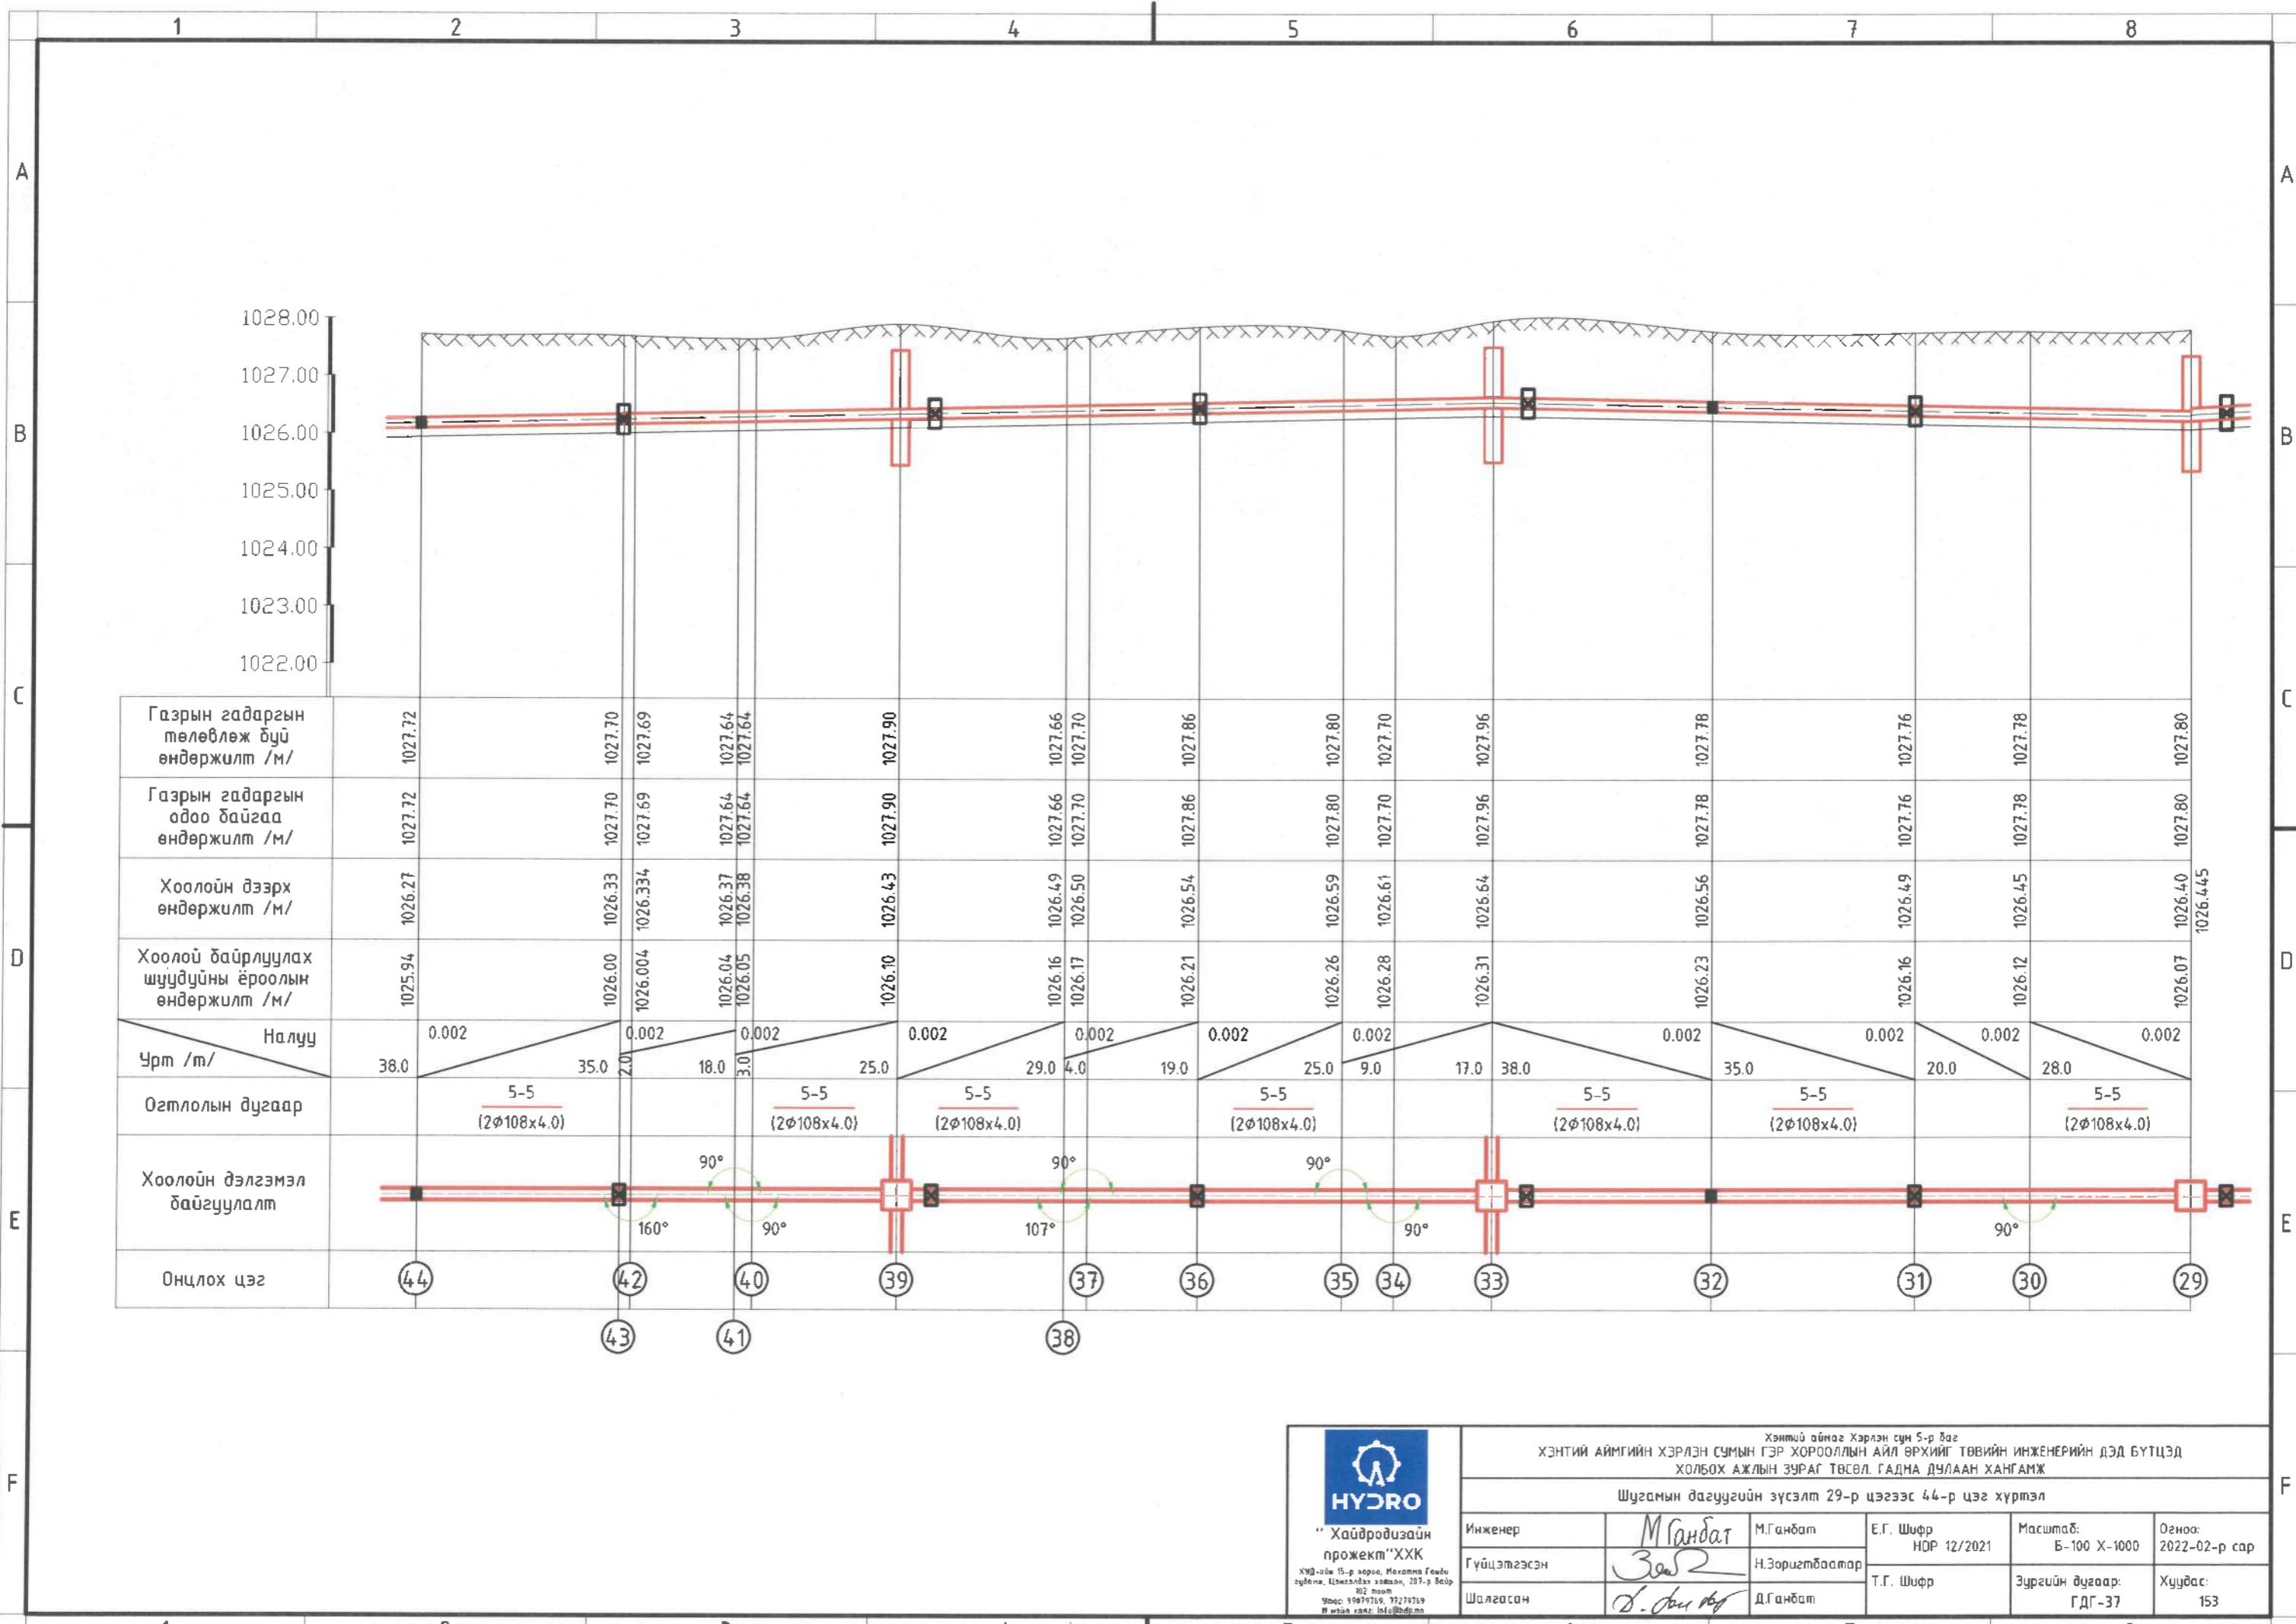 1 2 3 4 5 6 7 8
A A
B B
C C
D D
E E
F F
1028.00
1027.00
1026.00
1025.00
1024.00
1023.00
1022.00
Газрын гадаргын
төлөвлөж буй
өндөржилт /м/
1027.72 1027.70 1027.69 1027.64 1027.64 1027.90 1027.66 1027.70 1027.86 1027.80 1027.70 1027.96 1027.78 1027.76 1027.78 1027.80
Газрын гадаргын
одоо байгаа
өндөржилт /м/
1027.72 1027.70 1027.69 1027.64 1027.64 1027.90 1027.66 1027.70 1027.86 1027.80 1027.70 1027.96 1027.78 1027.76 1027.78 1027.80
Хоолойн дээрх
өндөржилт /м/
1026.27 1026.33 1026.334 1026.37 1026.38 1026.43 1026.49 1026.50 1026.54 1026.59 1026.61 1026.64 1026.56 1026.49 1026.45 1026.40 1026.445
Хоолой байрлуулах
шуудуйны ёроолын
өндөржилт /м/
1025.94 1026.00 1026.004 1026.04 1026.05 1026.10 1026.16 1026.17 1026.21 1026.26 1026.28 1026.31 1026.23 1026.16 1026.12 1026.07
Налуу
0.002 0.002 0.002 0.002 0.002 0.002 0.002 0.002 0.002 0.002 0.002
Урт /m/
38.0 35.0 2.0 18.0 3.0 25.0 29.0 4.0 19.0 25.0 9.0 17.0 38.0 35.0 20.0 28.0
Огтлолын дугаар
5-5 5-5 5-5 5-5 5-5 5-5 5-5
(2Ф108x4.0) (2Ф108x4.0) (2Ф108x4.0) (2Ф108x4.0) (2Ф108x4.0) (2Ф108x4.0) (2Ф108x4.0)
Хоолойн дэлгэмэл
байгуулалт
90° 90° 90°
160° 90° 107° 90° 90°
Онцлох цэг
44 42 40 39 37 36 35 34 33 32 31 30 29
43 41 38
HYDRO
" Хайдродизайн
прожект"ХХК
Хэнтий аймаг Хэрлэн сум 5-р баг
ХЭНТИЙ АЙМГИЙН ХЭРЛЭН СУМЫН ГЭР ХОРООЛЛЫН АЙЛ ӨРХИЙГ ТӨВИЙН ИНЖЕНЕРИЙН ДЭД БҮТЦЭД
ХОЛБОХ АЖЛЫН ЗУРАГ ТӨСӨЛ. ГАДНА ДУЛААН ХАНГАМЖ
Шугамын дагуугийн зүсэлт 29-р цэгээс 44-р цэг хүртэл
Инженер М Ганбат М.Ганбат Е.Г. Шифр Масштаб: Огноо:
HDP 12/2021 Б-100 Х-1000 2022-02-р сар
Гүйцэтгэсэн Н.Зоригтбаатар
Т.Г. Шифр Зургийн дугаар: Хуудас:
Шалгасан Д.Ганбат ГДГ-37 153